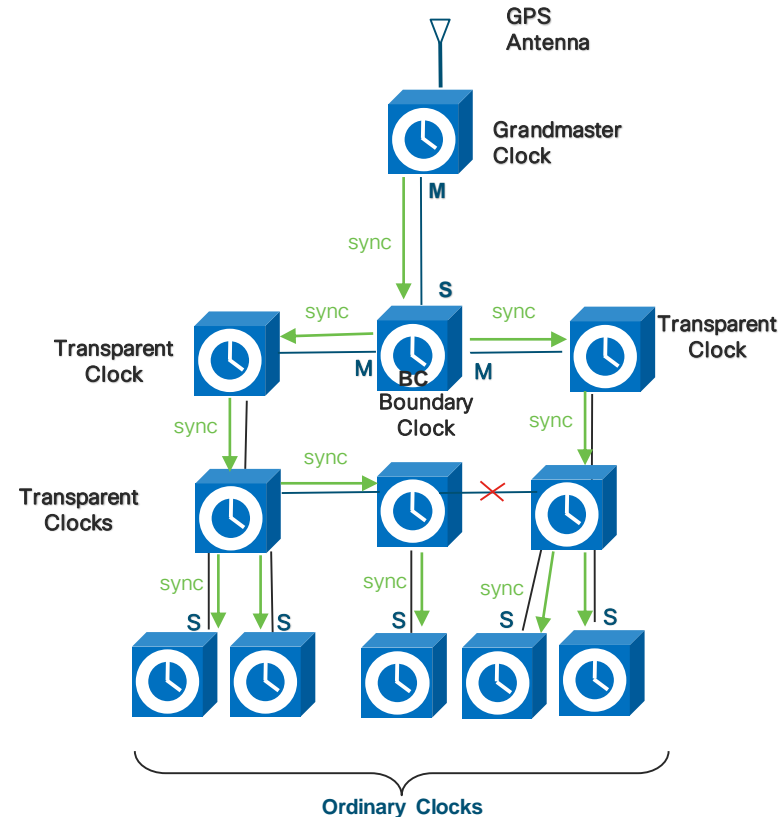 GPS
Antenna
Grandmaster
Clock
M
sync
S
sync
sync
Transparent
Clock
Transparent
Clock
M
BC
M
Boundary
Clock
sync
sync
sync
Transparent
Clocks
sync
sync
sync
S
S
S
S
S
Ordinary Clocks